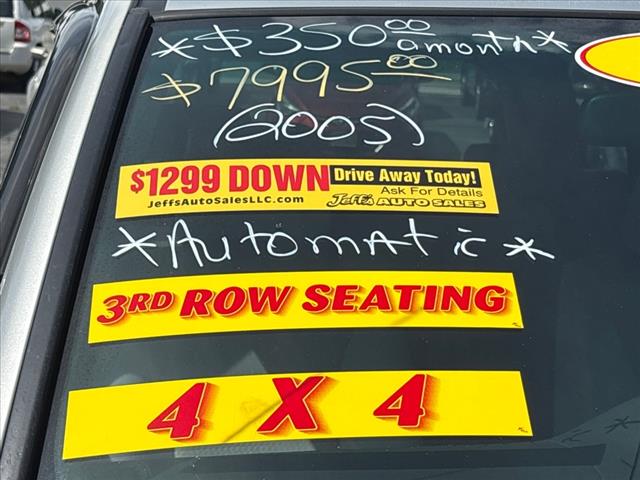 *$350.00 a month*
$7995.00
(2005)
$1299 DOWN Drive Away Today!
Ask For Details
JeffsAutoSalesLLC.com Jeff's AUTO SALES
*Automatic*
3RD ROW SEATING
4 X 4